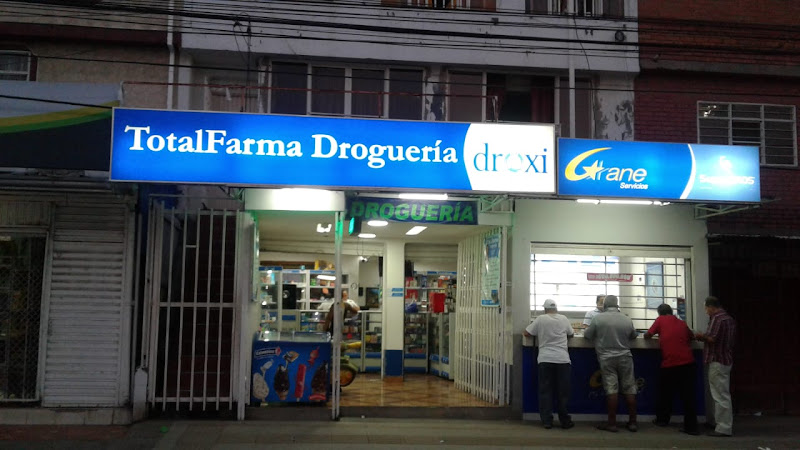 TotalFarma Droguería
droxi
Gane
Servicios
DROGUERÍA